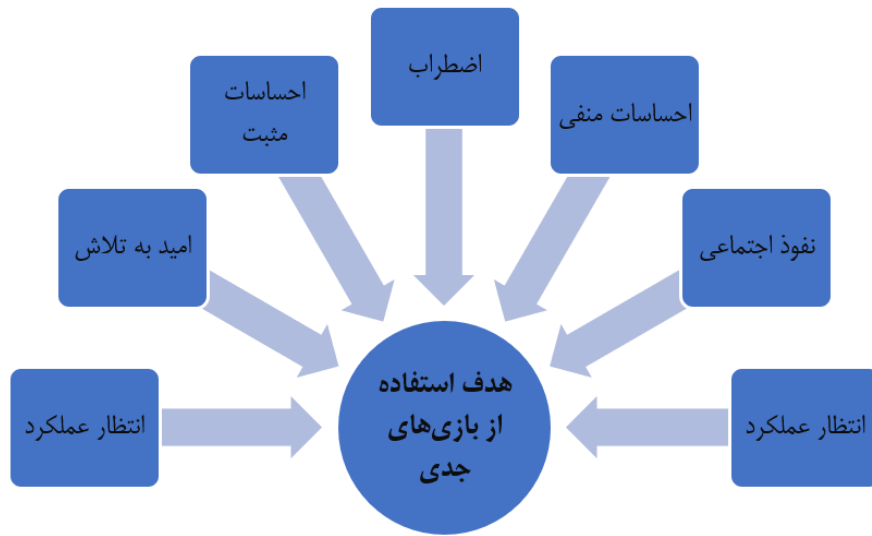 اضطراب
احساسات منفی
احساسات
مثبت
نفوذ اجتماعی
امید به تلاش
هدف استفاده
از بازی‌های
جدی
انتظار عملکرد
انتظار عملکرد